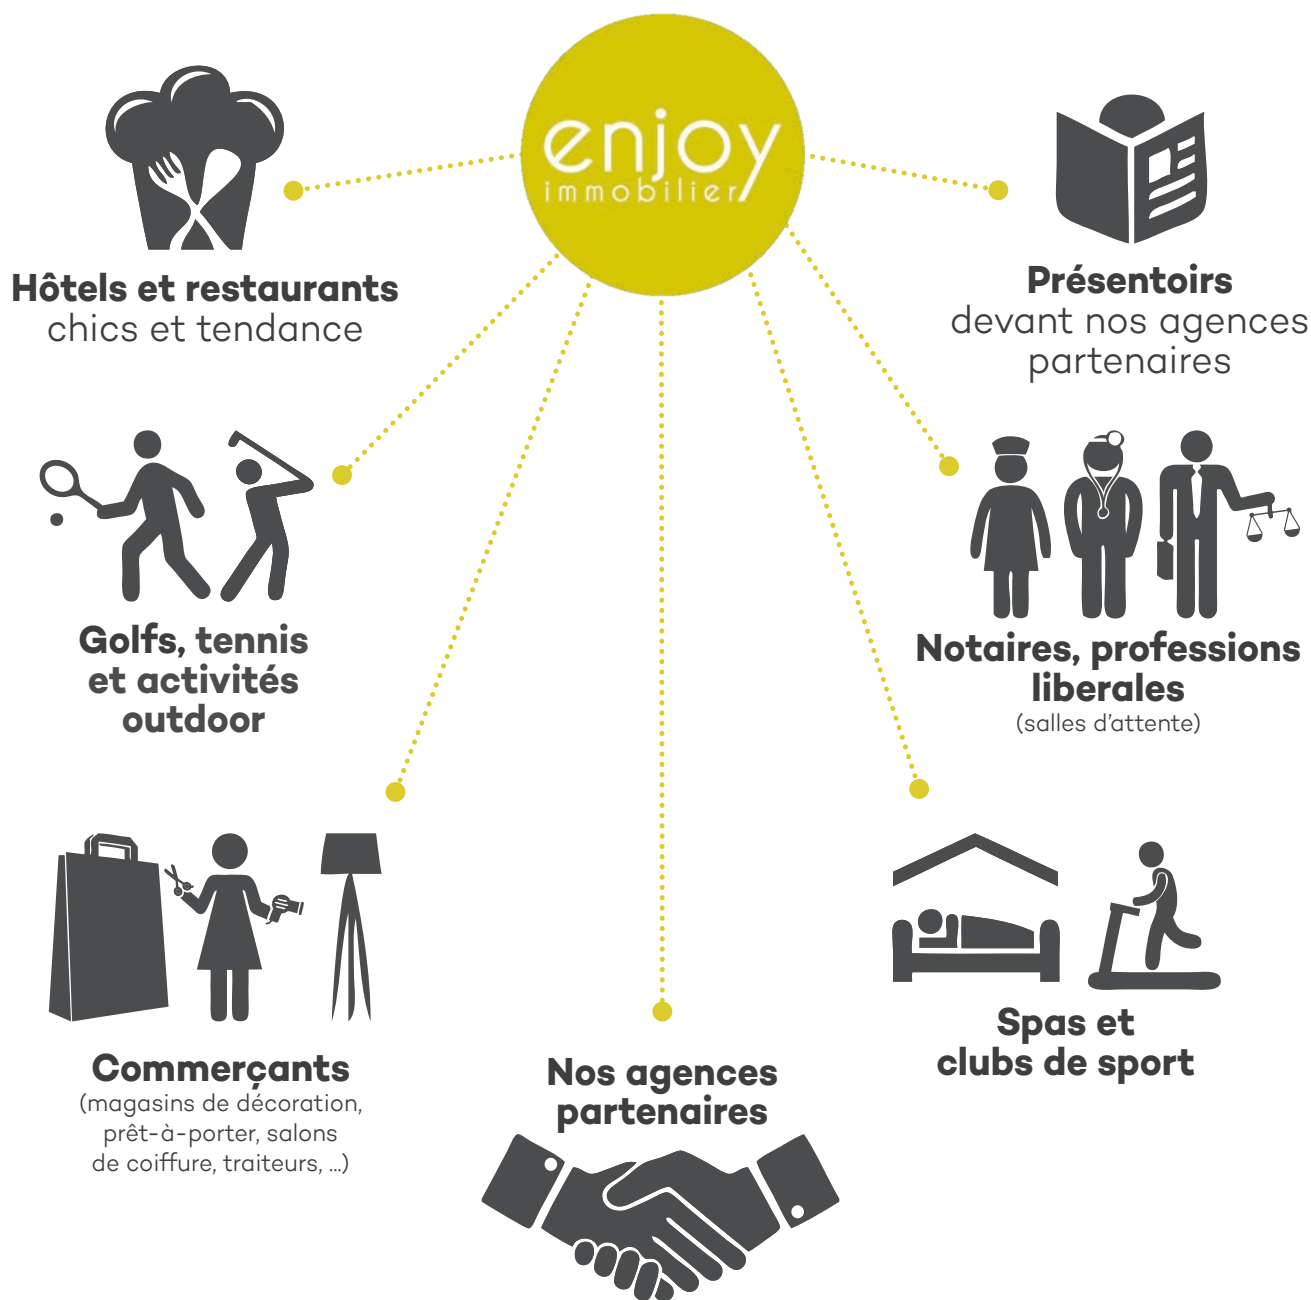 enjoy
immobilier
Hôtels et restaurants
chics et tendance
Présentoirs
devant nos agences
partenaires
Golfs, tennis
et activités
outdoor
Notaires, professions
liberales
(salles d'attente)
Commerçants
(magasins de décoration,
prêt-à-porter, salons
de coiffure, traiteurs, ...)
Nos agences
partenaires
Spas et
clubs de sport